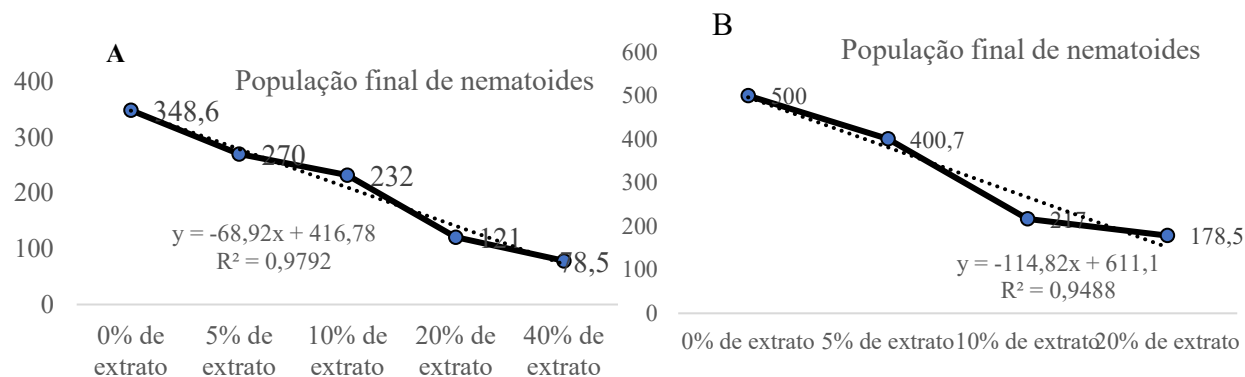 A
População final de nematoides
400
300
200
100
0
348,6
270
232
121
78,5
y = -68,92x + 416,78
R² = 0,9792
0% de extrato
5% de extrato
10% de extrato
20% de extrato
40% de extrato
B
População final de nematoides
600
500
400
300
200
100
0
500
400,7
217
178,5
y = -114,82x + 611,1
R² = 0,9488
0% de extrato 5% de extrato 10% de extrato 20% de extrato